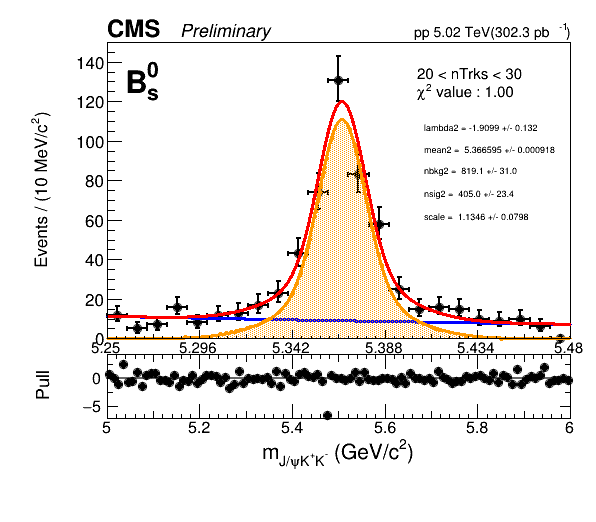 CMS Preliminary pp 5.02 TeV(302.3 pb⁻¹)
B⁰ₛ
20 < nTrks < 30
χ² value : 1.00
lambda2 = -1.9099 +/- 0.132
mean2 = 5.366595 +/- 0.000918
nbkg2 = 819.1 +/- 31.0
nsig2 = 405.0 +/- 23.4
scale = 1.1346 +/- 0.0798
Events / (10 MeV/c²)
140
120
100
80
60
40
20
0
5.25 5.296 5.342 5.388 5.434 5.48
Pull
0
−5
5 5.2 5.4 5.6 5.8 6
m_{J/ψK⁺K⁻} (GeV/c²)